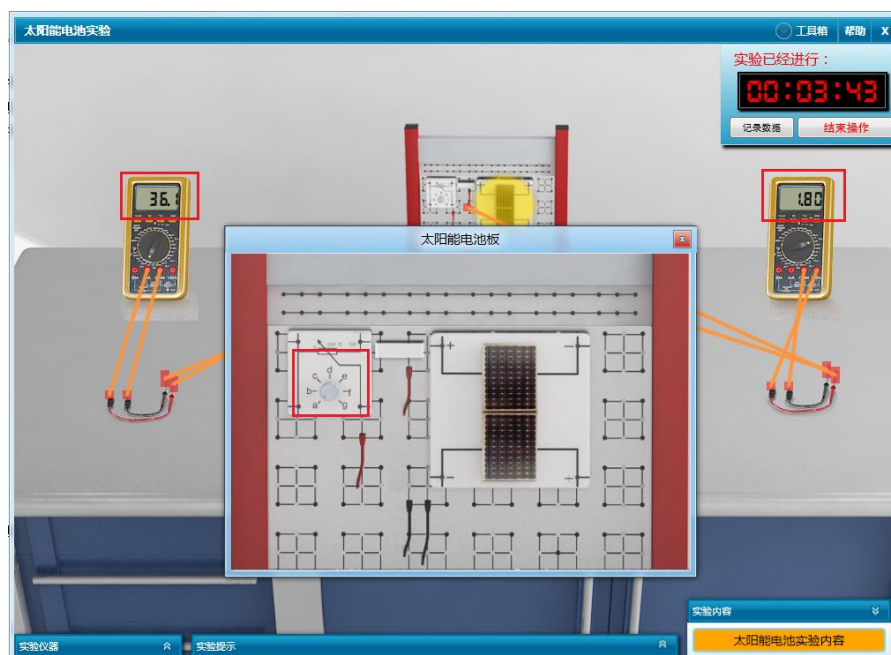 太阳能电池实验
工具箱 帮助 x
实验已经进行：
00:03:43
记录数据 结束操作
36.1
1.80
太阳能电池板
+ −
d
c e
b f
a g
− +
实验内容
太阳能电池实验内容
实验仪器
实验提示